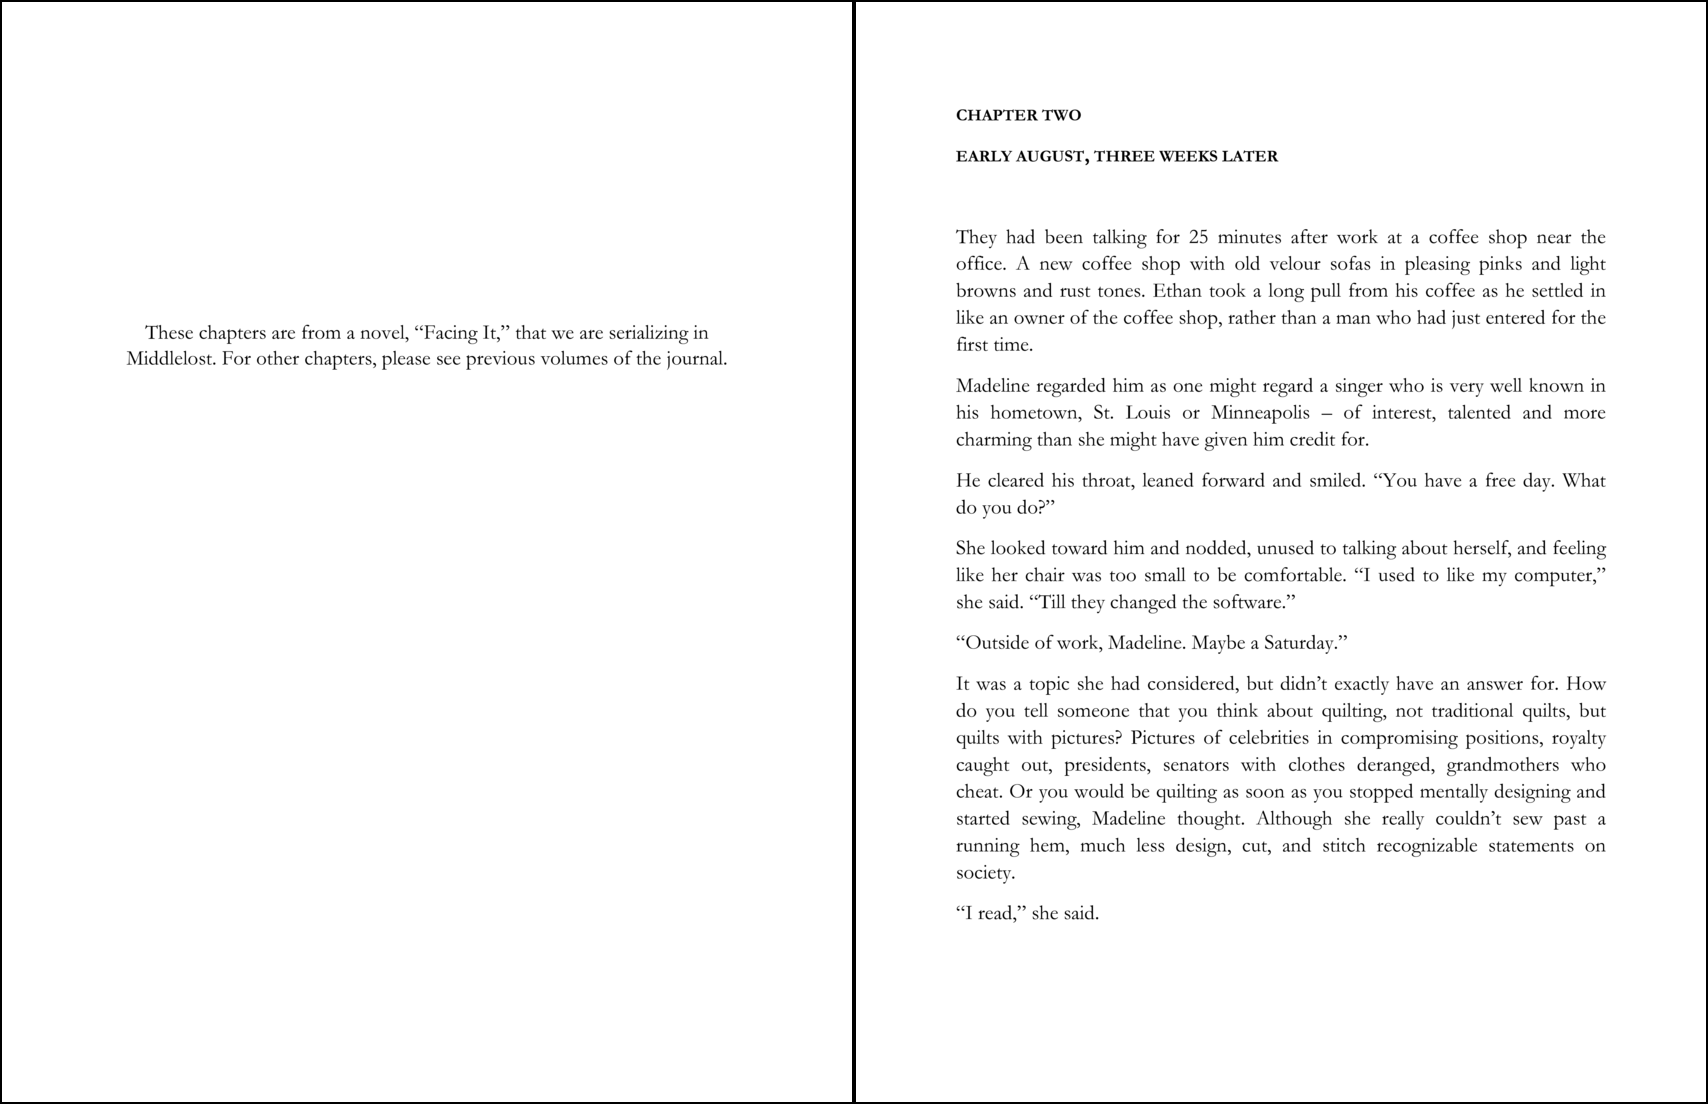 These chapters are from a novel, “Facing It,” that we are serializing in
Middlelost. For other chapters, please see previous volumes of the journal.
CHAPTER TWO
EARLY AUGUST, THREE WEEKS LATER
They had been talking for 25 minutes after work at a coffee shop near the
office. A new coffee shop with old velour sofas in pleasing pinks and light
browns and rust tones. Ethan took a long pull from his coffee as he settled in
like an owner of the coffee shop, rather than a man who had just entered for the
first time.
Madeline regarded him as one might regard a singer who is very well known in
his hometown, St. Louis or Minneapolis – of interest, talented and more
charming than she might have given him credit for.
He cleared his throat, leaned forward and smiled. “You have a free day. What
do you do?”
She looked toward him and nodded, unused to talking about herself, and feeling
like her chair was too small to be comfortable. “I used to like my computer,”
she said. “Till they changed the software.”
“Outside of work, Madeline. Maybe a Saturday.”
It was a topic she had considered, but didn’t exactly have an answer for. How
do you tell someone that you think about quilting, not traditional quilts, but
quilts with pictures? Pictures of celebrities in compromising positions, royalty
caught out, presidents, senators with clothes deranged, grandmothers who
cheat. Or you would be quilting as soon as you stopped mentally designing and
started sewing, Madeline thought. Although she really couldn’t sew past a
running hem, much less design, cut, and stitch recognizable statements on
society.
“I read,” she said.